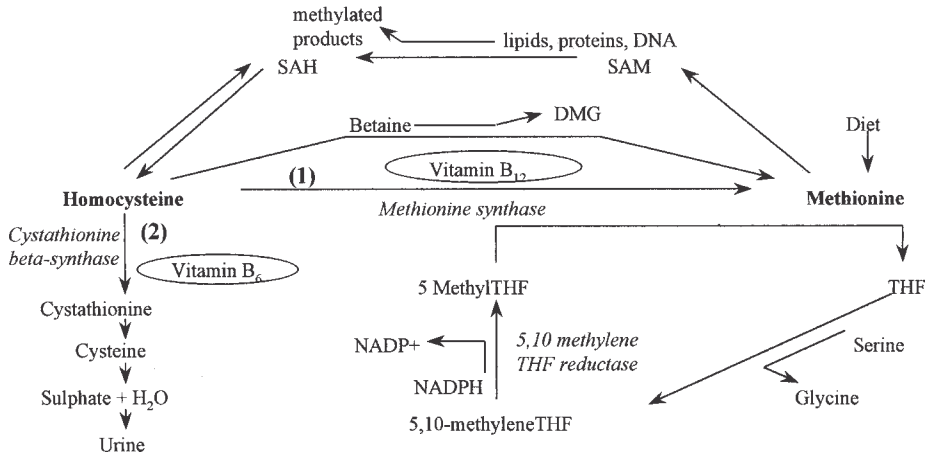 methylated
products
lipids, proteins, DNA
SAH
SAM
Betaine
DMG
Diet
(1)
Vitamin B12
Homocysteine
Methionine synthase
Methionine
Cystathionine
beta-synthase
(2)
Vitamin B6
5 MethylTHF
THF
Cystathionine
NADP+
5,10 methylene
THF reductase
Serine
Cysteine
NADPH
Glycine
Sulphate + H2O
5,10-methyleneTHF
Urine